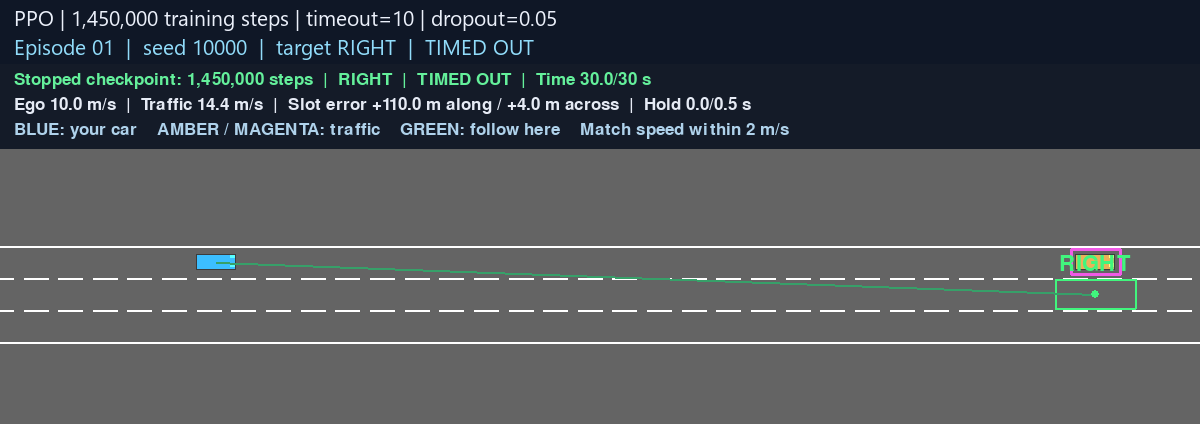 PPO | 1,450,000 training steps | timeout=10 | dropout=0.05
Episode 01 | seed 10000 | target RIGHT | TIMED OUT
Stopped checkpoint: 1,450,000 steps | RIGHT | TIMED OUT | Time 30.0/30 s
Ego 10.0 m/s | Traffic 14.4 m/s | Slot error +110.0 m along / +4.0 m across | Hold 0.0/0.5 s
BLUE: your car AMBER / MAGENTA: traffic GREEN: follow here Match speed within 2 m/s
RIGHT